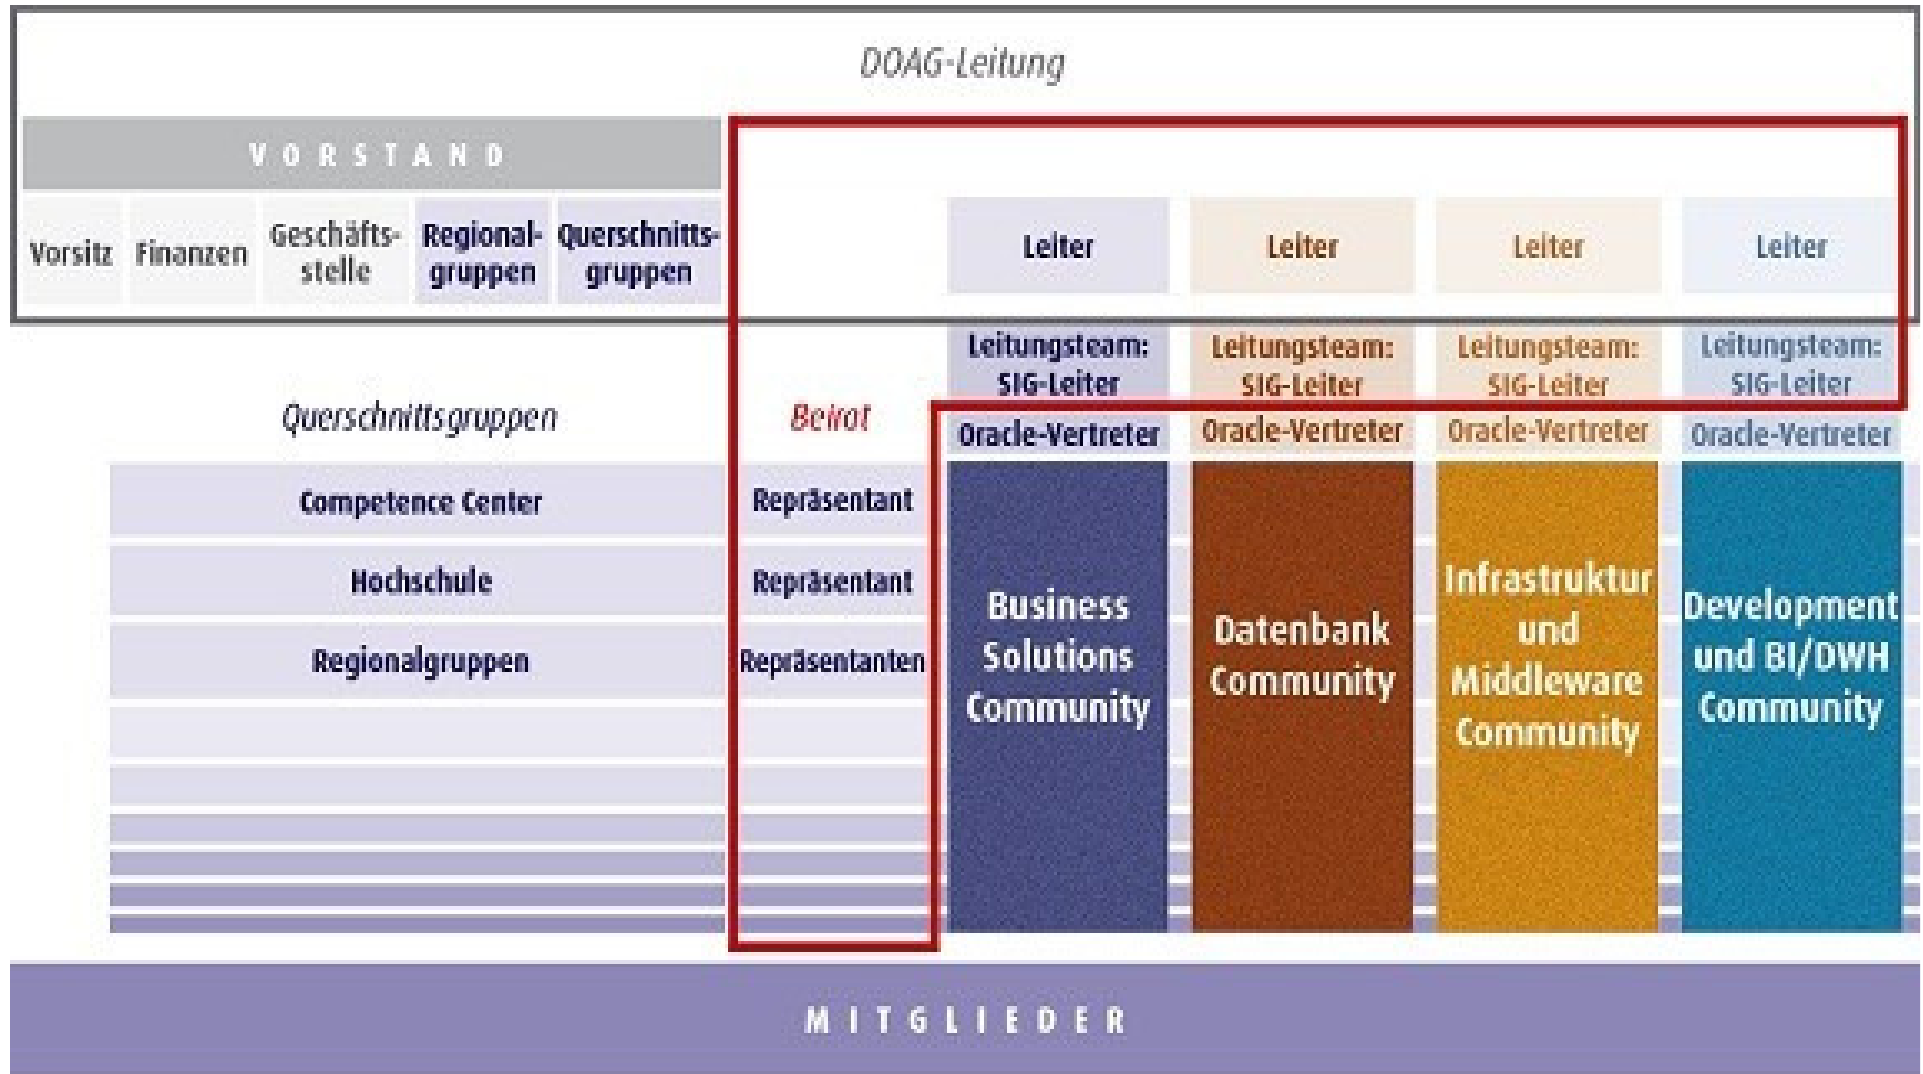 DOAG-Leitung
VORSTAND
Vorsitz
Finanzen
Geschäfts-
stelle
Regional-
gruppen
Querschnitts-
gruppen
Leiter
Leiter
Leiter
Leiter
Leitungsteam:
SIG-Leiter
Leitungsteam:
SIG-Leiter
Leitungsteam:
SIG-Leiter
Leitungsteam:
SIG-Leiter
Querschnittsgruppen
Beirat
Oracle-Vertreter
Oracle-Vertreter
Oracle-Vertreter
Oracle-Vertreter
Competence Center
Repräsentant
Hochschule
Repräsentant
Regionalgruppen
Repräsentanten
Business
Solutions
Community
Datenbank
Community
Infrastruktur
und
Middleware
Community
Development
und BI/DWH
Community
MITGLIEDER